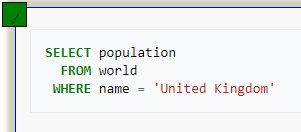 ✓
SELECT population
FROM world
WHERE name = 'United Kingdom'